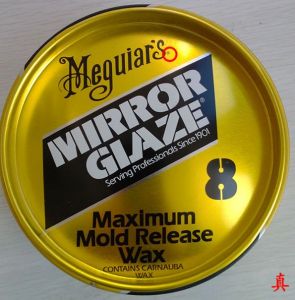 Meguiar's
MIRROR
GLAZE®
Serving Professionals Since 1901
8
Maximum
Mold Release
Wax
CONTAINS CARNAUBA
WAX
真